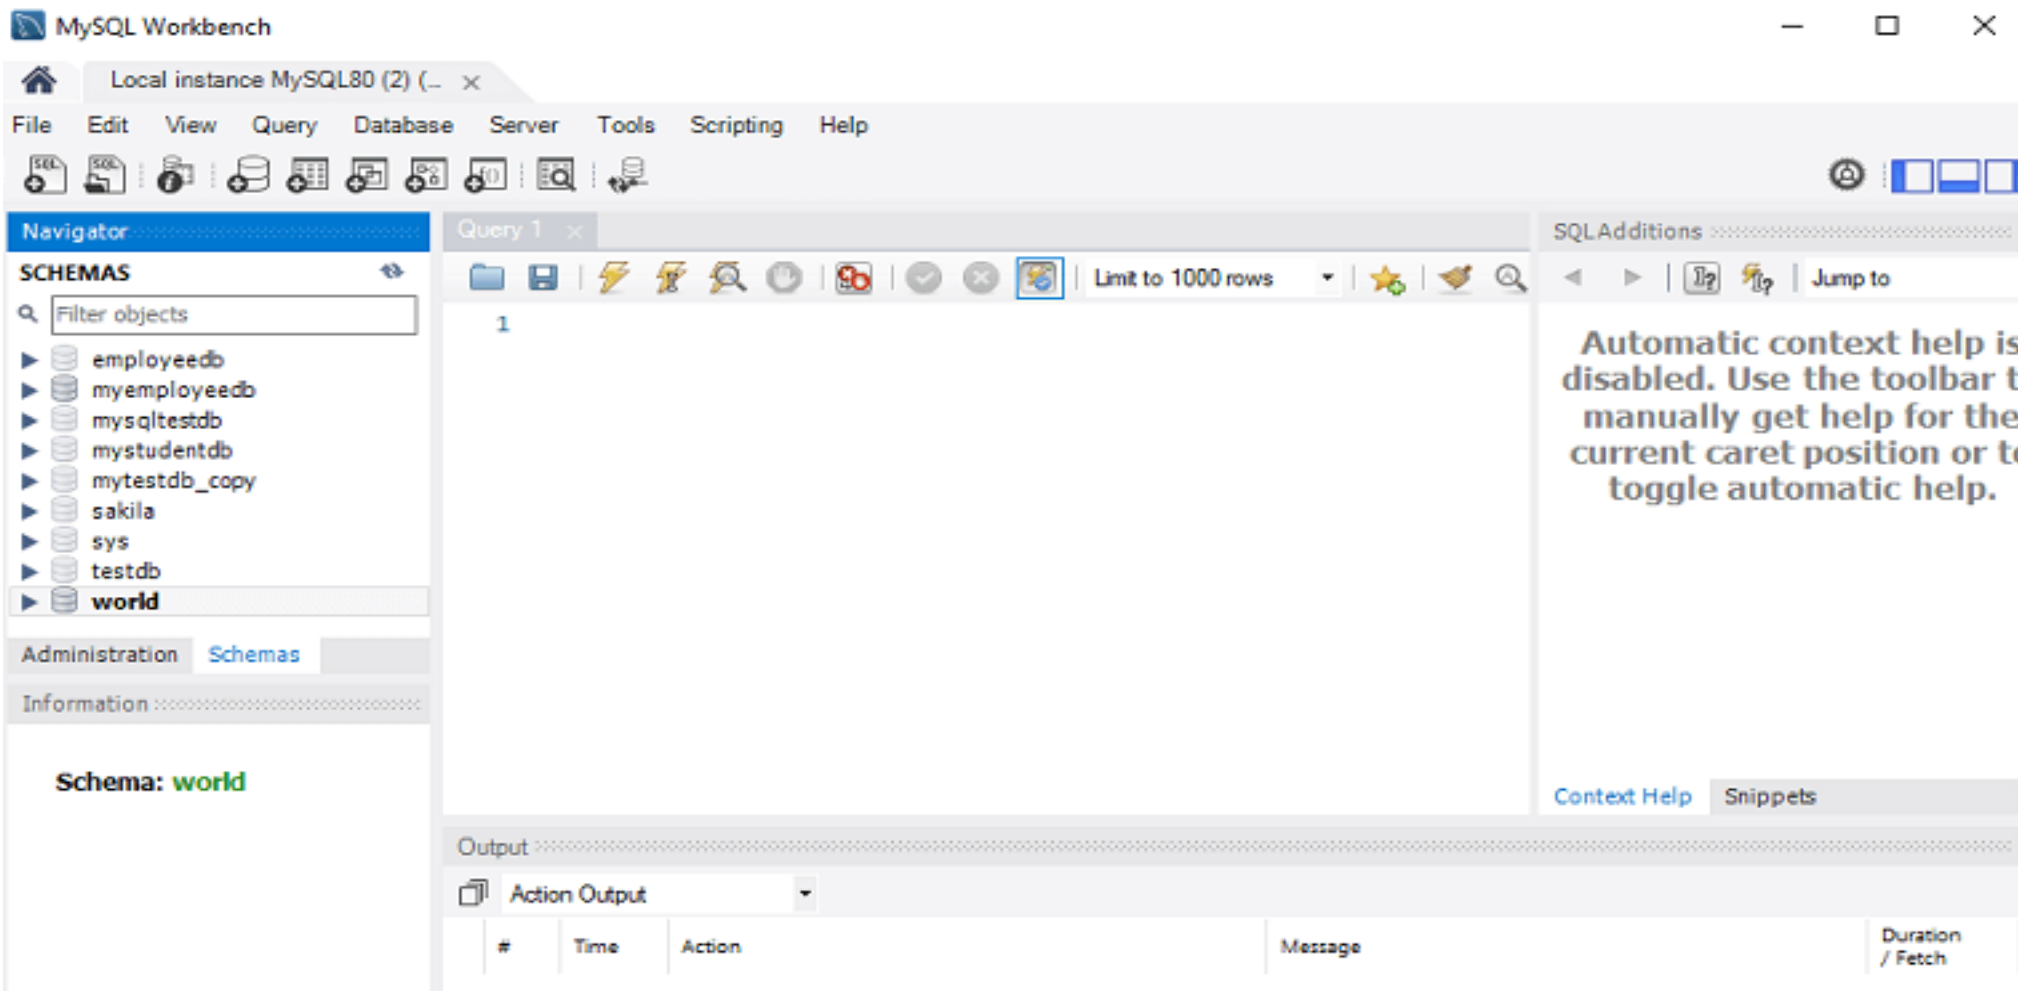 MySQL Workbench
Local instance MySQL80 (2) (...
File Edit View Query Database Server Tools Scripting Help
Navigator
SCHEMAS
Filter objects
employeedb
myemployeedb
mysqltestdb
mystudentdb
mytestdb_copy
sakila
sys
testdb
world
Administration Schemas
Information
Schema: world
Query 1
Limit to 1000 rows
1
SQLAdditions
Jump to
Automatic context help is
disabled. Use the toolbar t
manually get help for the
current caret position or to
toggle automatic help.
Context Help Snippets
Output
Action Output
# Time Action Message Duration
/ Fetch